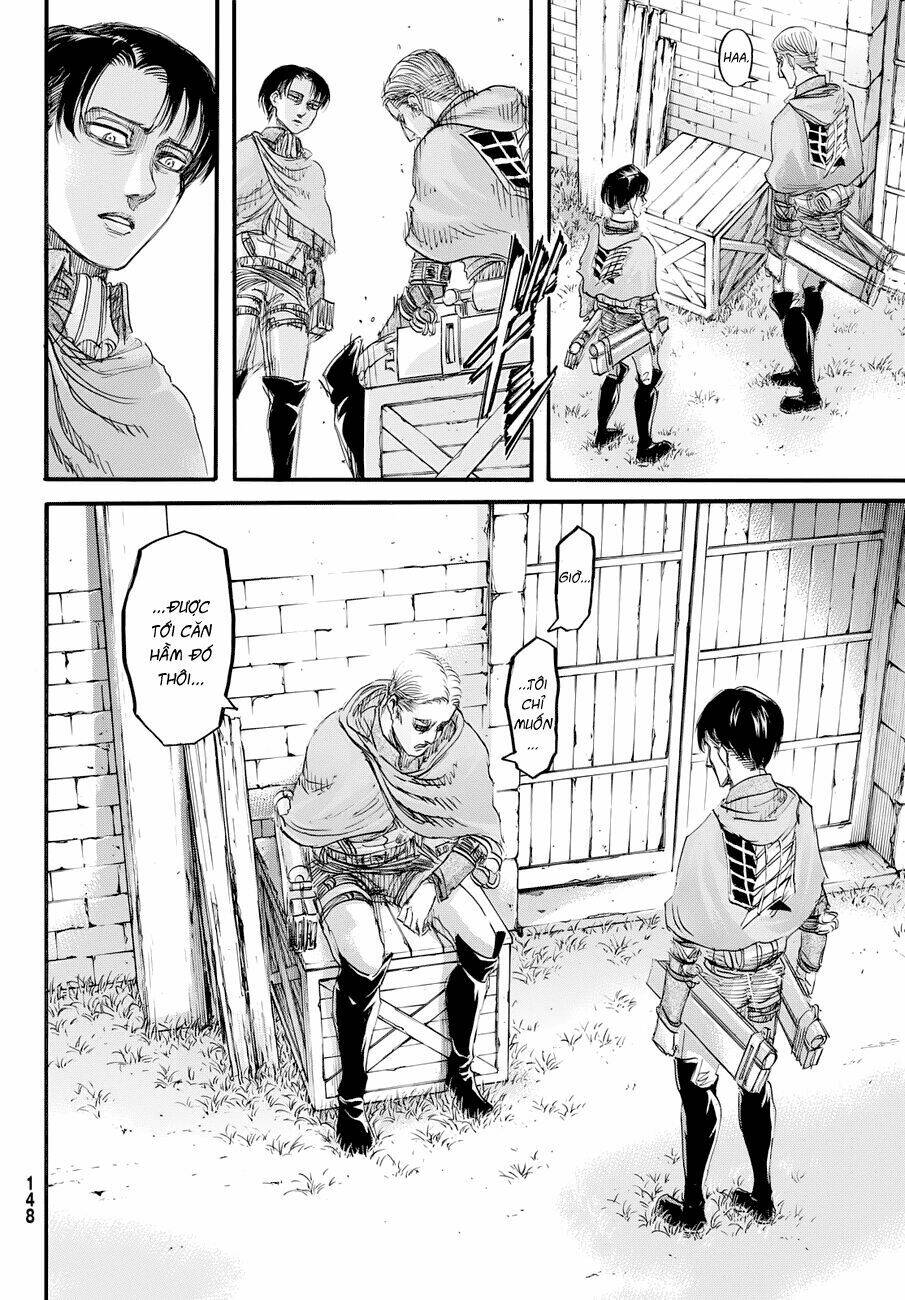 HAA.
GIỜ...
...TÔI
CHỈ
MUỐN
...
...ĐƯỢC
TỚI CĂN
HẦM ĐÓ
THÔI...
148